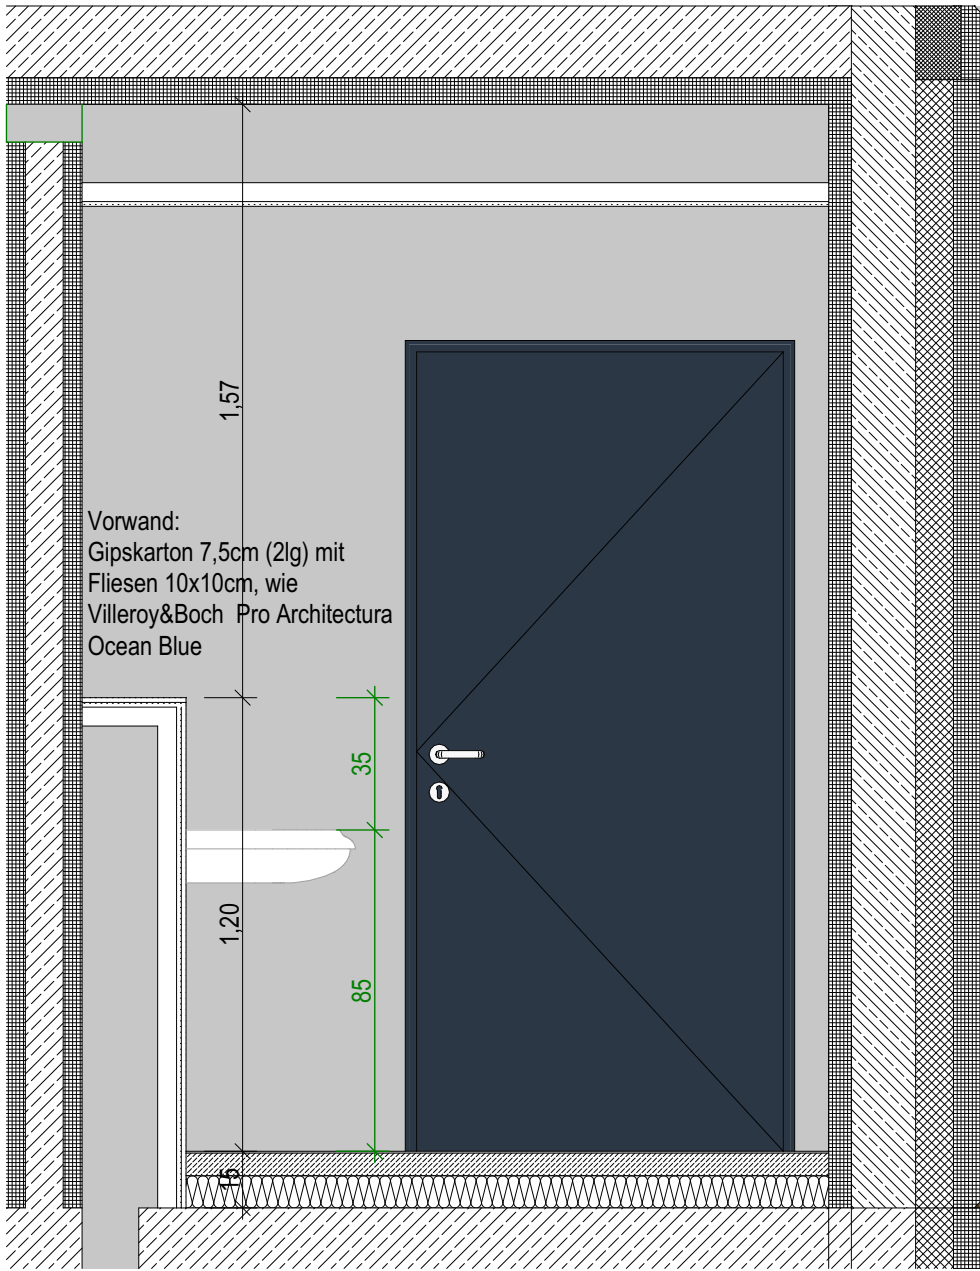 1,57
Vorwand:
Gipskarton 7,5cm (2lg) mit
Fliesen 10x10cm, wie
Villeroy&Boch  Pro Architectura
Ocean Blue
35
1,20
85
15